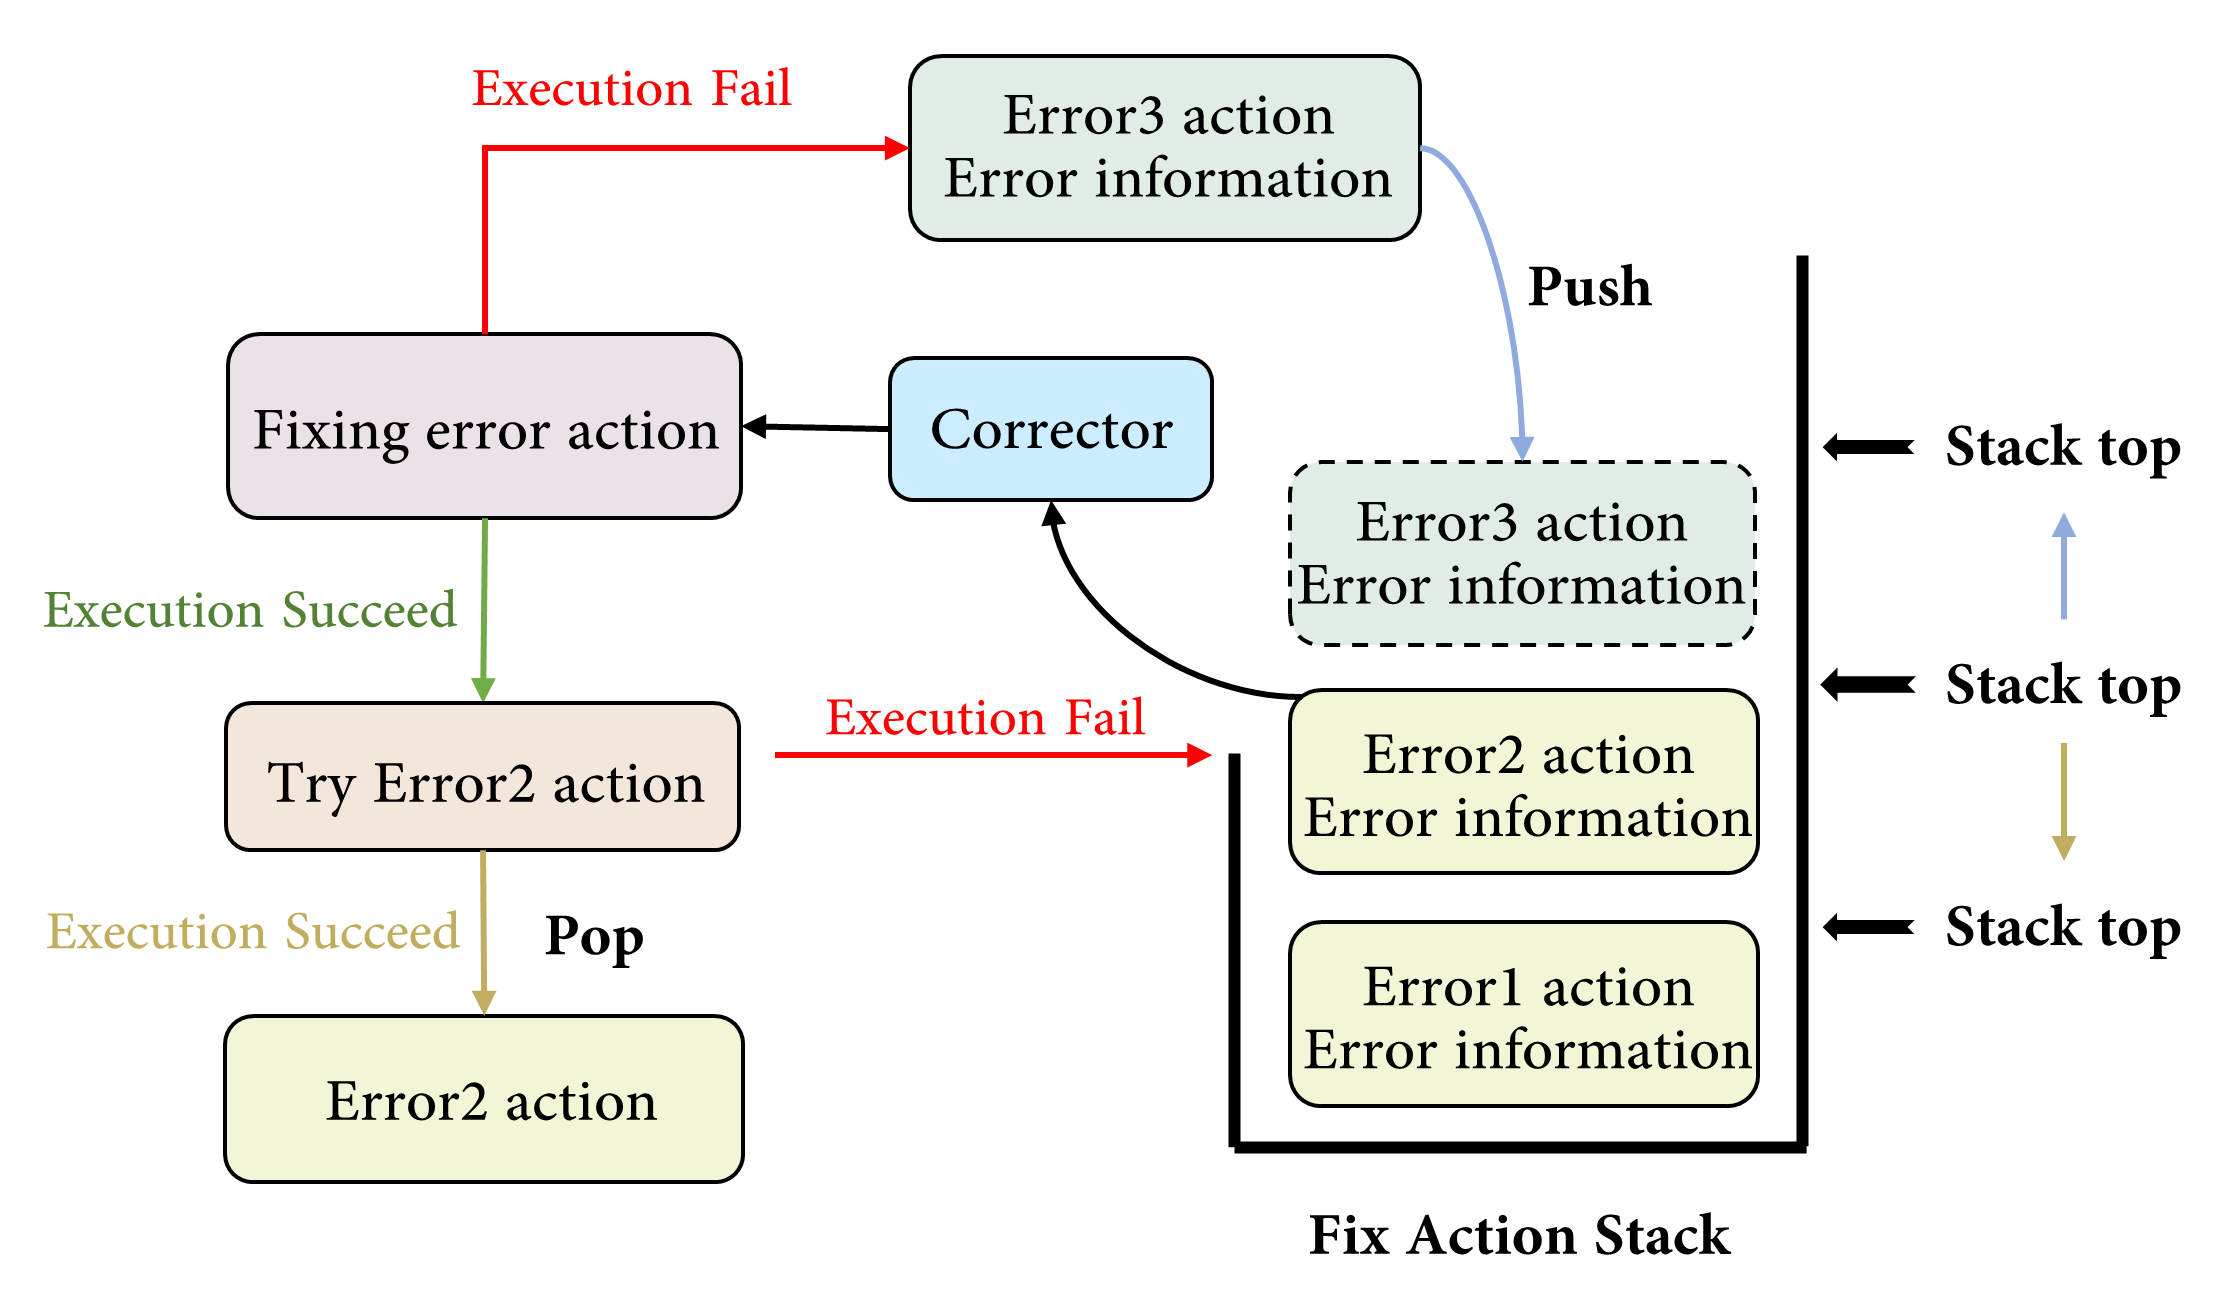 Execution Fail
Error3 action
Error information
Push
Fixing error action
Corrector
Stack top
Error3 action
Error information
Execution Succeed
Stack top
Execution Fail
Try Error2 action
Error2 action
Error information
Execution Succeed
Pop
Stack top
Error1 action
Error information
Error2 action
Fix Action Stack